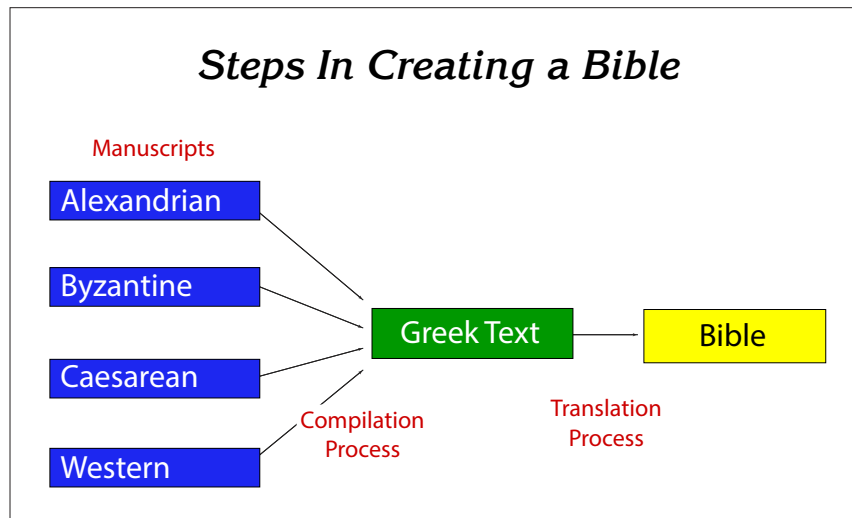 Steps In Creating a Bible
Manuscripts
Alexandrian
Byzantine
Caesarean
Western
Compilation
Process
Greek Text
Translation
Process
Bible